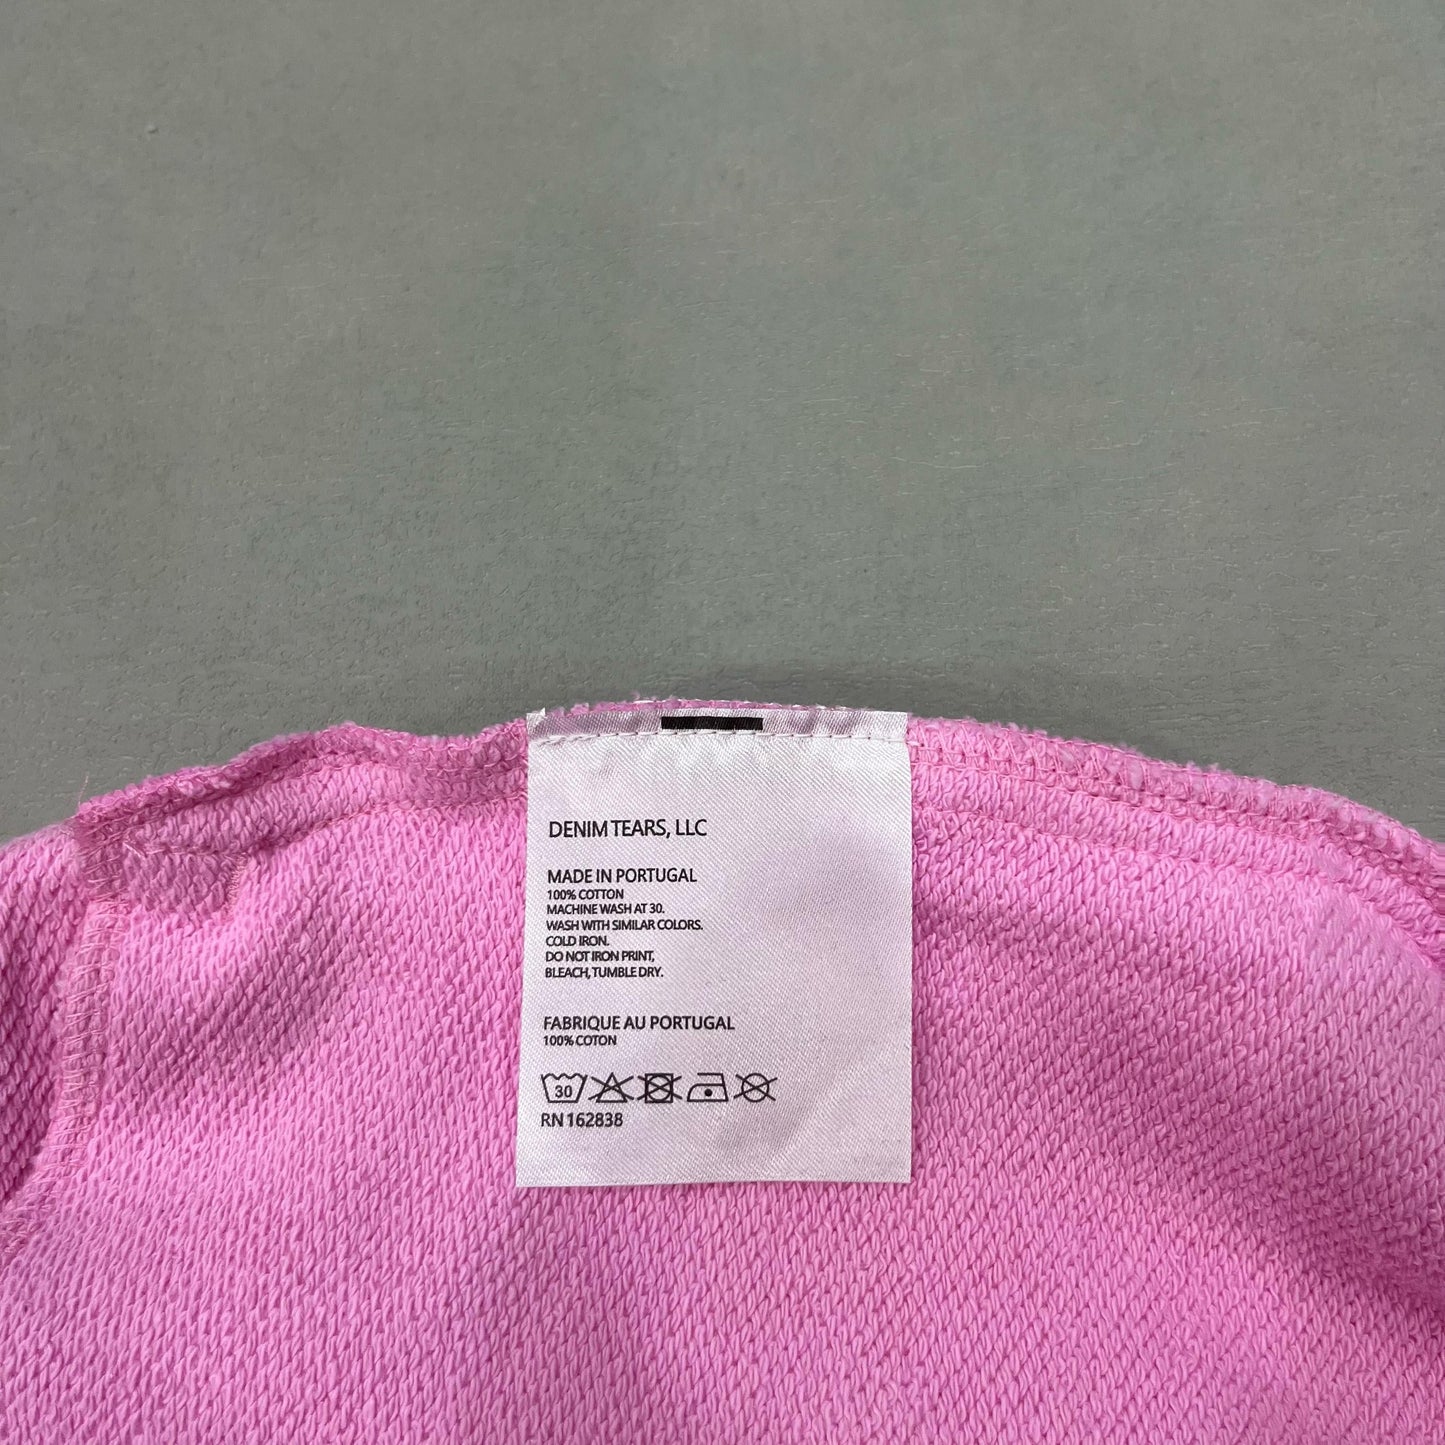 DENIM TEARS, LLC
MADE IN PORTUGAL
100% COTTON
MACHINE WASH AT 30.
WASH WITH SIMILAR COLORS.
COLD IRON.
DO NOT IRON PRINT,
BLEACH, TUMBLE DRY.
FABRIQUE AU PORTUGAL
100% COTON
30
RN 162838